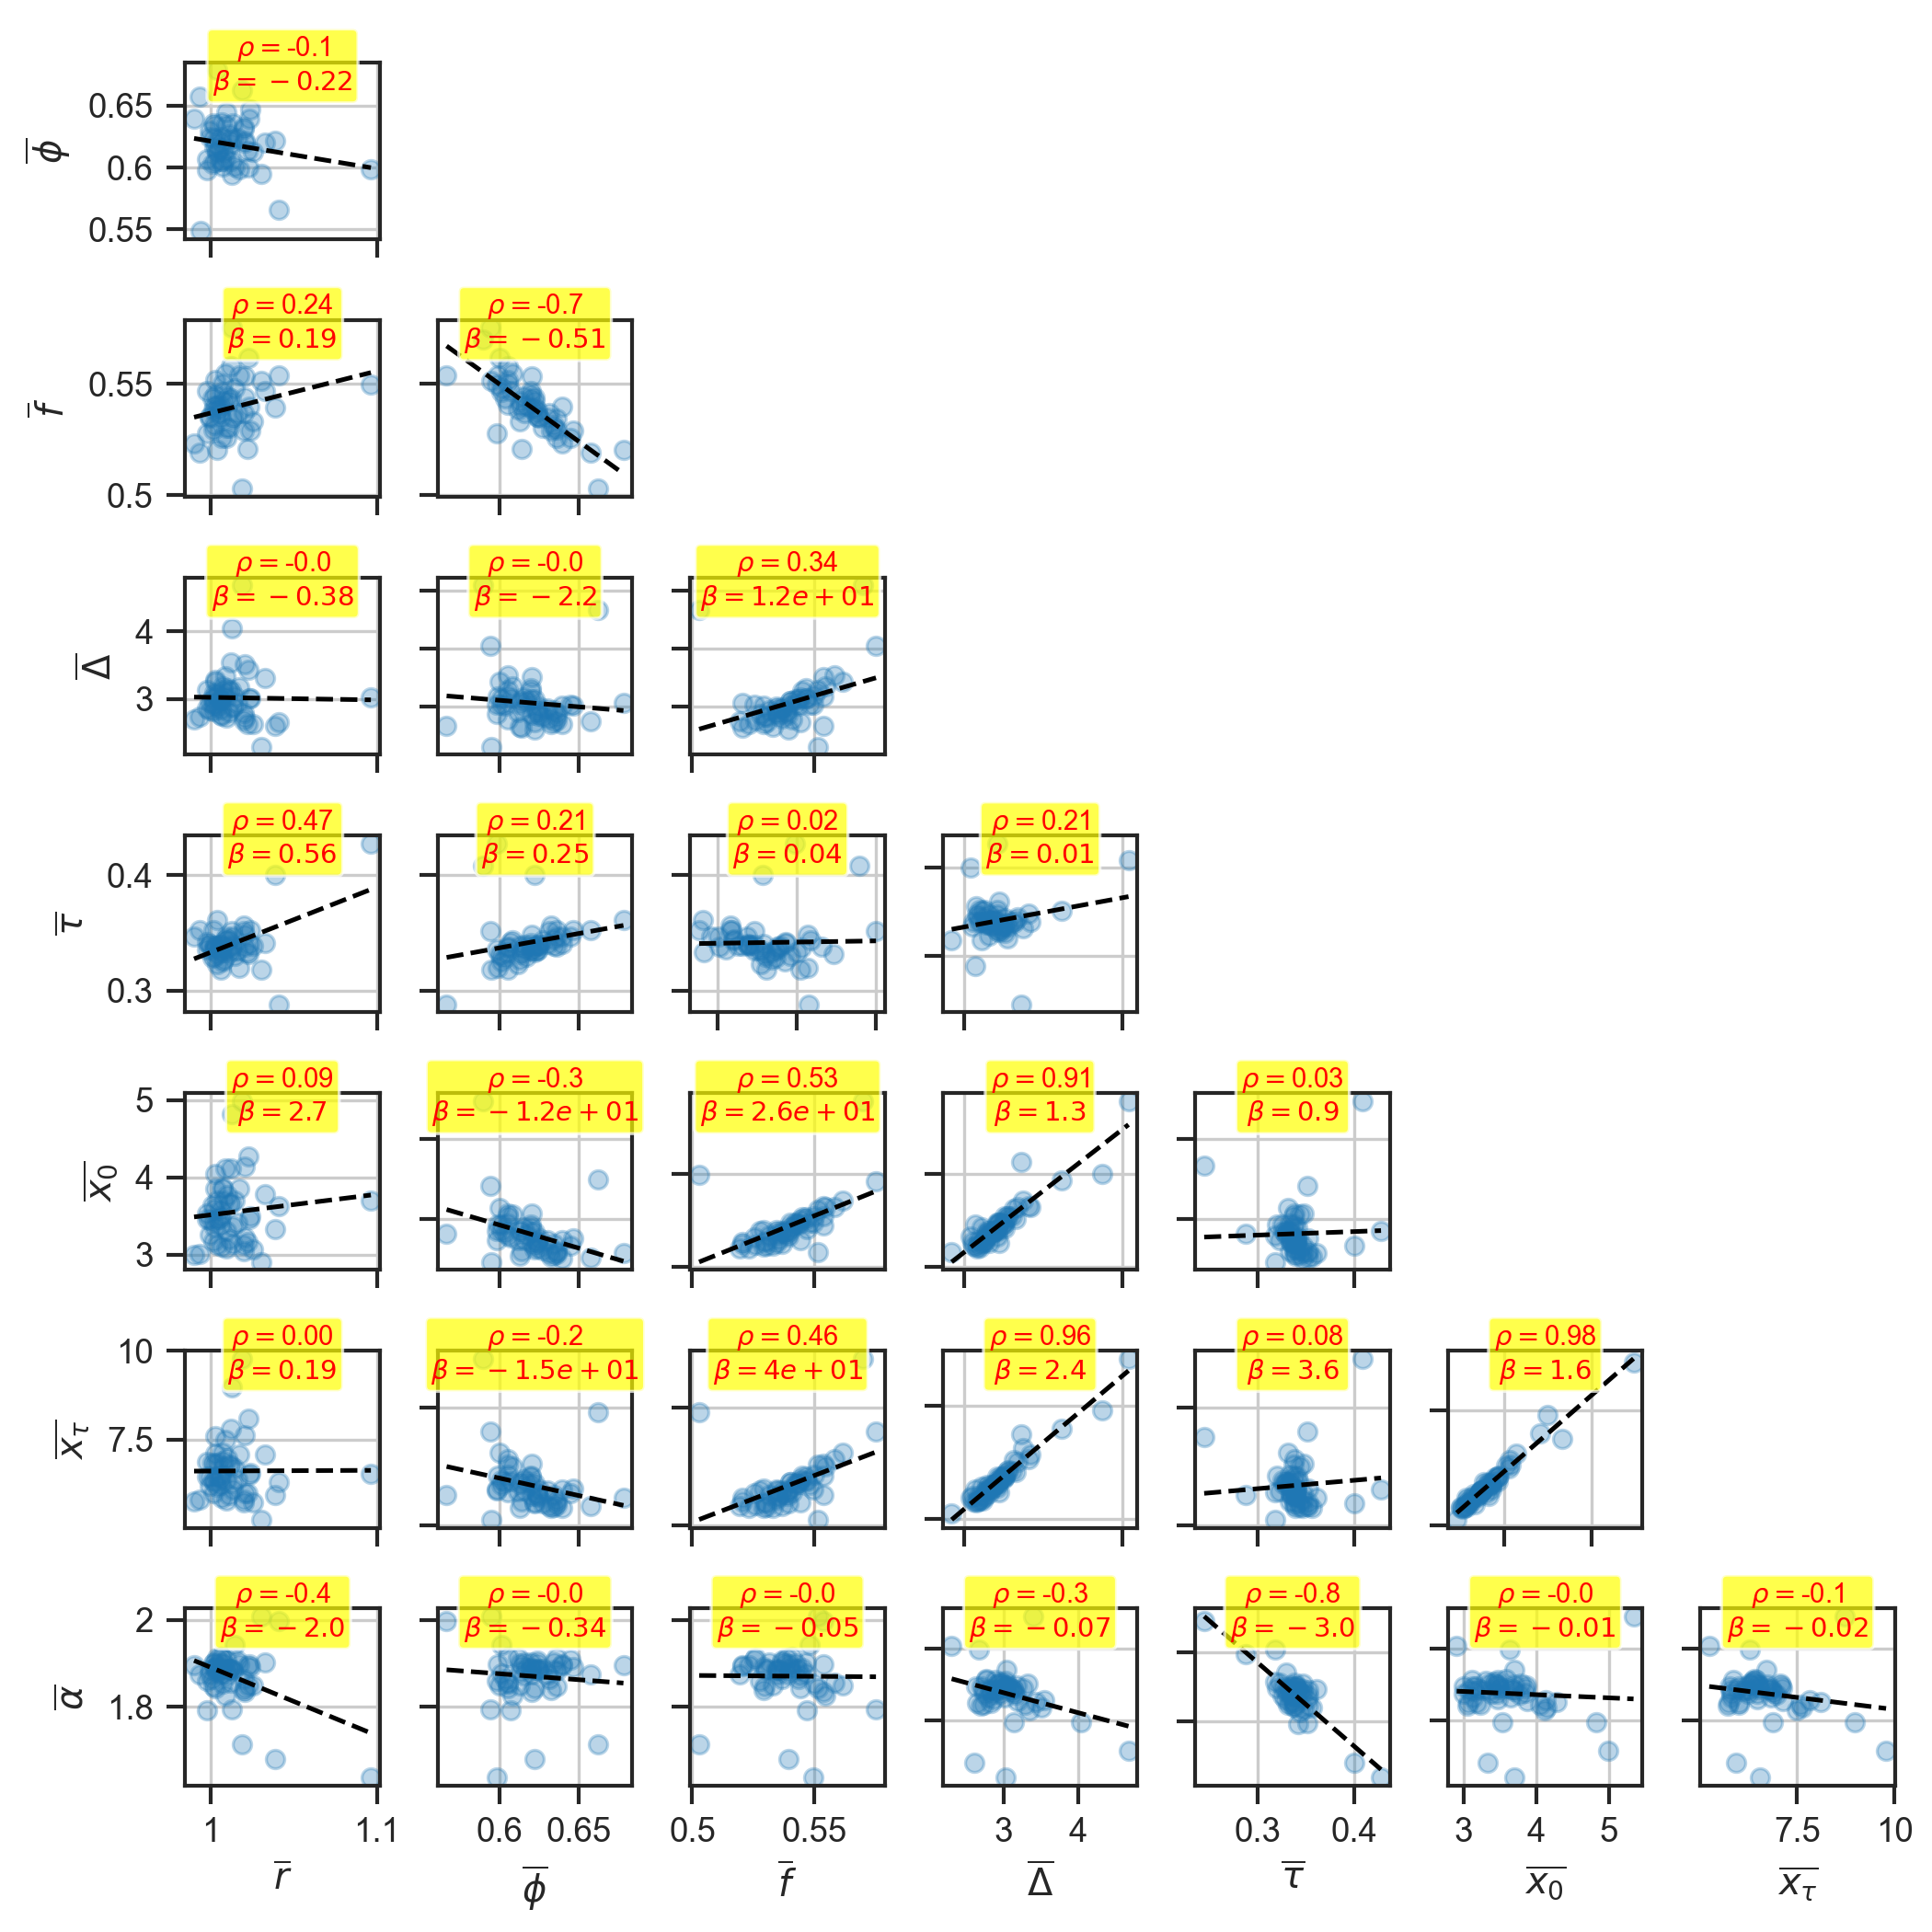 ρ = -0.1
β = −0.22
0.65
0.6
0.55
ϕ̅
ρ = 0.24
β = 0.19
ρ = -0.7
β = −0.51
0.55
0.5
f̅
ρ = -0.0
β = −0.38
ρ = -0.0
β = −2.2
ρ = 0.34
β = 1.2e + 01
4
3
Δ̅
ρ = 0.47
β = 0.56
ρ = 0.21
β = 0.25
ρ = 0.02
β = 0.04
ρ = 0.21
β = 0.01
0.4
0.3
τ̅
ρ = 0.09
β = 2.7
ρ = -0.3
β = −1.2e + 01
ρ = 0.53
β = 2.6e + 01
ρ = 0.91
β = 1.3
ρ = 0.03
β = 0.9
5
4
3
x₀̅
ρ = 0.00
β = 0.19
ρ = -0.2
β = −1.5e + 01
ρ = 0.46
β = 4e + 01
ρ = 0.96
β = 2.4
ρ = 0.08
β = 3.6
ρ = 0.98
β = 1.6
10
7.5
x_τ̅
ρ = -0.4
β = −2.0
ρ = -0.0
β = −0.34
ρ = -0.0
β = −0.05
ρ = -0.3
β = −0.07
ρ = -0.8
β = −3.0
ρ = -0.0
β = −0.01
ρ = -0.1
β = −0.02
2
1.8
α̅
1 1.1 0.6 0.65 0.5 0.55 3 4 0.3 0.4 3 4 5 7.5 10
r̅ ϕ̅ f̅ Δ̅ τ̅ x₀̅ x_τ̅